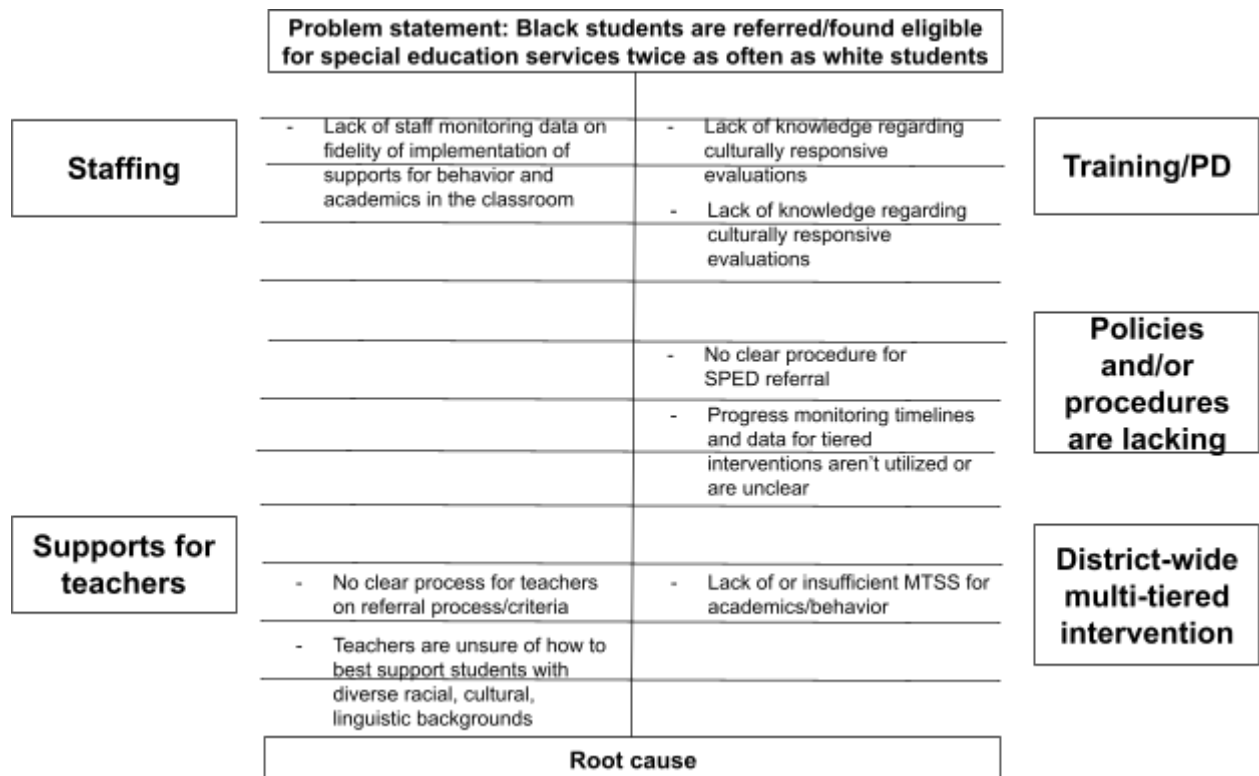 Problem statement: Black students are referred/found eligible
for special education services twice as often as white students
Staffing
- Lack of staff monitoring data on
fidelity of implementation of
supports for behavior and
academics in the classroom
- Lack of knowledge regarding
culturally responsive
evaluations
- Lack of knowledge regarding
culturally responsive
evaluations
Training/PD
- No clear procedure for
SPED referral
- Progress monitoring timelines
and data for tiered
interventions aren't utilized or
are unclear
Policies
and/or
procedures
are lacking
Supports for
teachers
- No clear process for teachers
on referral process/criteria
- Teachers are unsure of how to
best support students with
diverse racial, cultural,
linguistic backgrounds
- Lack of or insufficient MTSS for
academics/behavior
District-wide
multi-tiered
intervention
Root cause